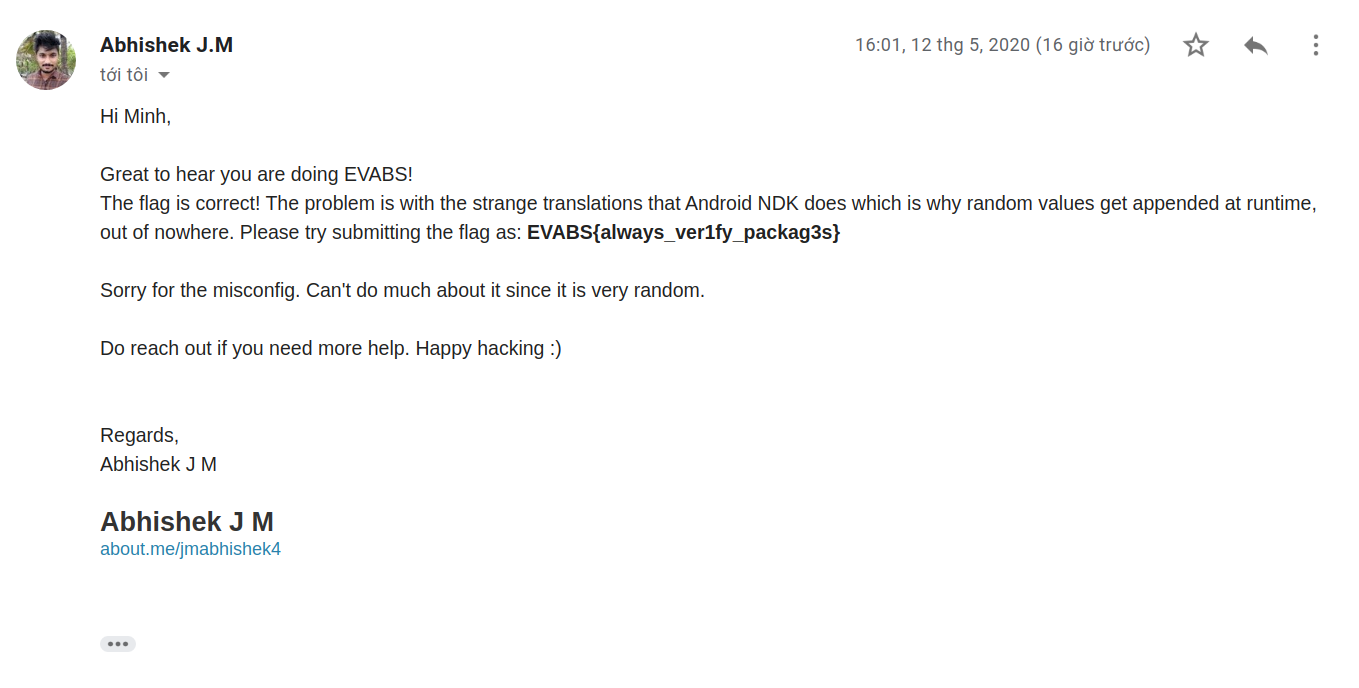 Abhishek J.M
16:01, 12 thg 5, 2020 (16 giờ trước)
tới tôi
Hi Minh,
Great to hear you are doing EVABS!
The flag is correct! The problem is with the strange translations that Android NDK does which is why random values get appended at runtime,
out of nowhere. Please try submitting the flag as: EVABS{always_ver1fy_packag3s}
Sorry for the misconfig. Can't do much about it since it is very random.
Do reach out if you need more help. Happy hacking :)
Regards,
Abhishek J M
Abhishek J M
about.me/jmabhishek4